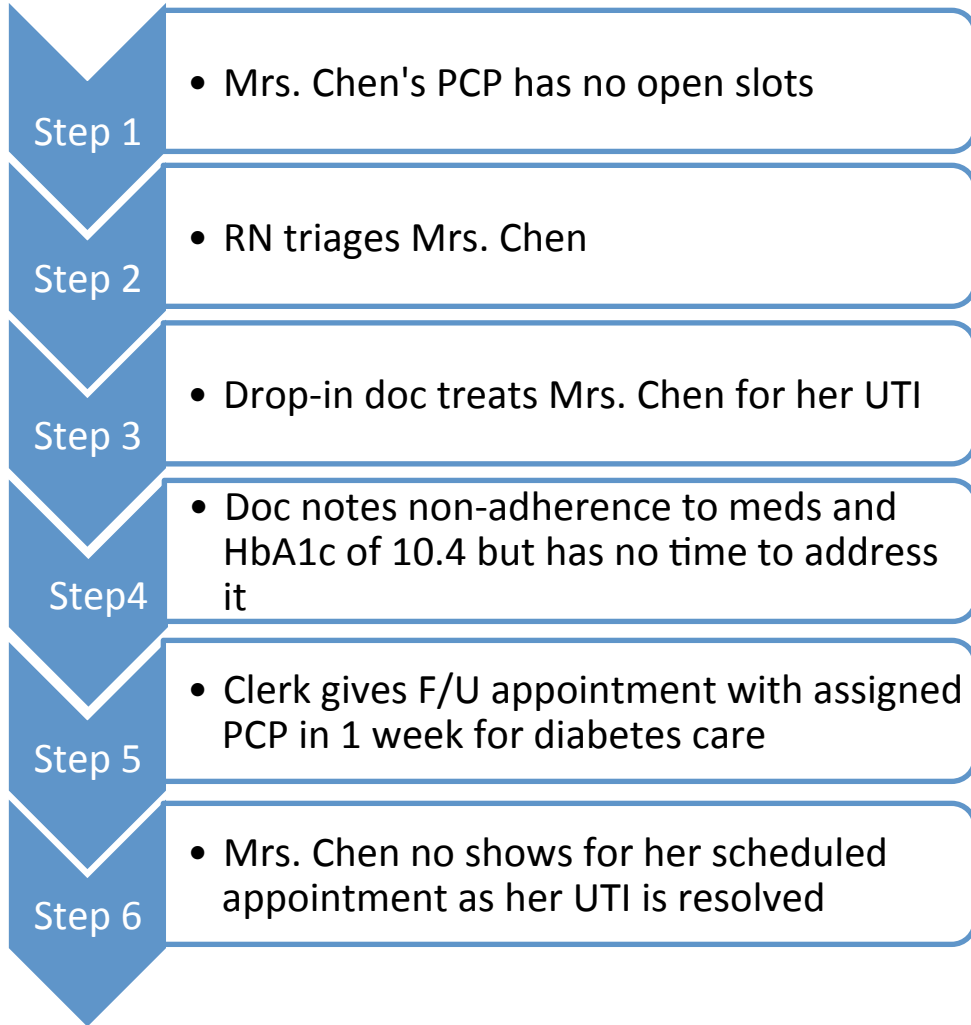 Step 1
• Mrs. Chen's PCP has no open slots
Step 2
• RN triages Mrs. Chen
Step 3
• Drop-in doc treats Mrs. Chen for her UTI
Step4
• Doc notes non-adherence to meds and
HbA1c of 10.4 but has no time to address
it
Step 5
• Clerk gives F/U appointment with assigned
PCP in 1 week for diabetes care
Step 6
• Mrs. Chen no shows for her scheduled
appointment as her UTI is resolved